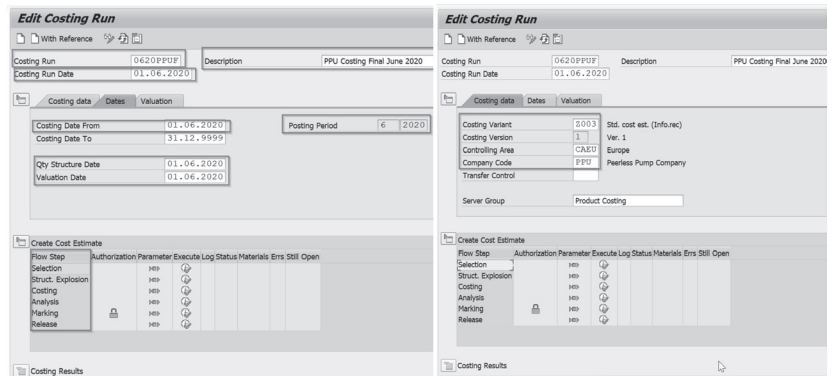 Edit Costing Run
With Reference
Costing Run 0620PPUF Description PPU Costing Final June 2020
Costing Run Date 01.06.2020
Costing data Dates Valuation
Costing Date From 01.06.2020 Posting Period 6 2020
Costing Date To 31.12.9999
Qty Structure Date 01.06.2020
Valuation Date 01.06.2020
Create Cost Estimate
Flow Step Authorization Parameter Execute Log Status Materials Errs Still Open
Selection
Struct. Explosion
Costing
Analysis
Marking
Release
Costing Results
Edit Costing Run
With Reference
Costing Run 0620PPUF Description PPU Costing Final June 2020
Costing Run Date 01.06.2020
Costing data Dates Valuation
Costing Variant Z003 Std. cost est. (Info.rec)
Costing Version 1 Ver. 1
Controlling Area CAEU Europe
Company Code PPU Peerless Pump Company
Transfer Control
Server Group Product Costing
Create Cost Estimate
Flow Step Authorization Parameter Execute Log Status Materials Errs Still Open
Selection
Struct. Explosion
Costing
Analysis
Marking
Release
Costing Results